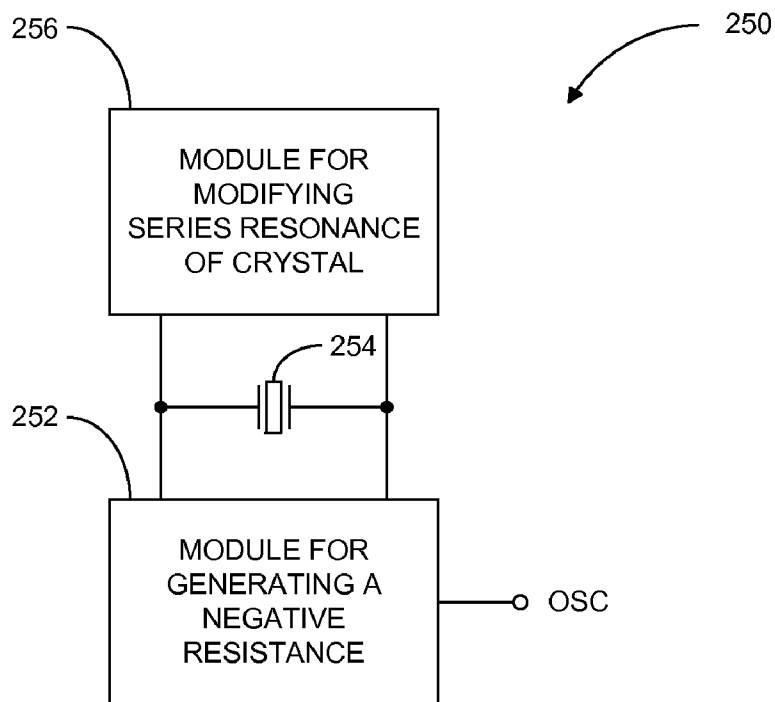 256
250
MODULE FOR
MODIFYING
SERIES RESONANCE
OF CRYSTAL
254
252
MODULE FOR
GENERATING A
NEGATIVE
RESISTANCE
OSC